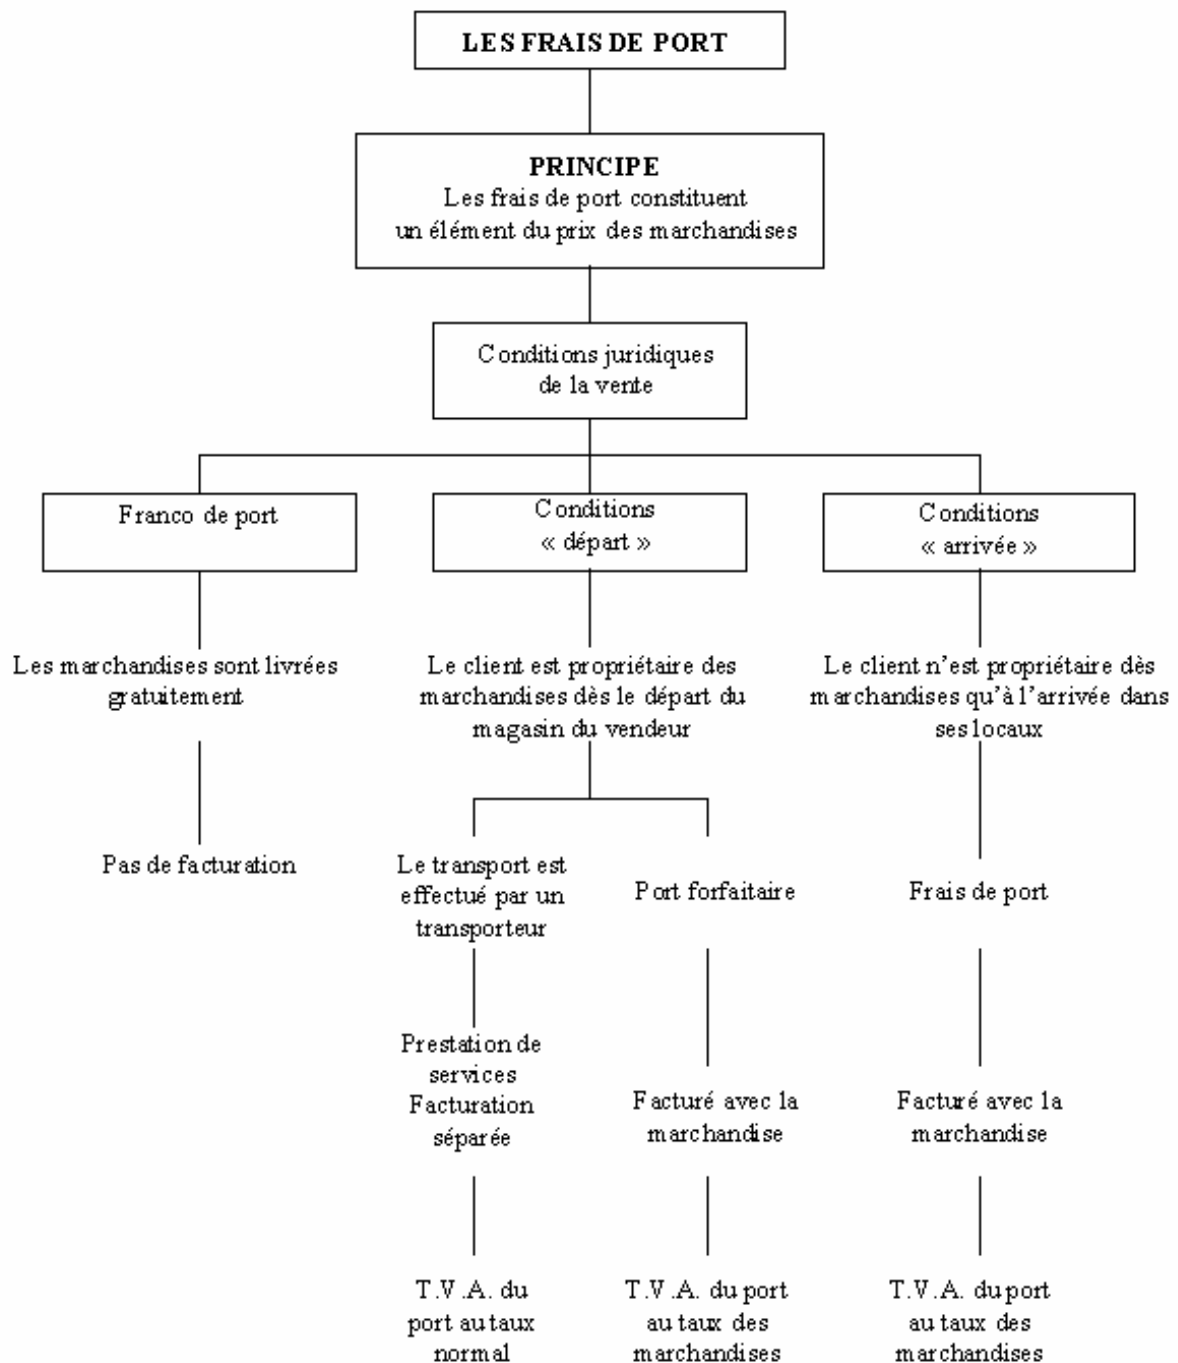 LES FRAIS DE PORT
PRINCIPE
Les frais de port constituent
un élément du prix des marchandises
Conditions juridiques
de la vente
Franco de port
Conditions
« départ »
Conditions
« arrivée »
Les marchandises sont livrées
gratuitement
Le client est propriétaire des
marchandises dès le départ du
magasin du vendeur
Le client n’est propriétaire dès
marchandises qu’à l’arrivée dans
ses locaux
Pas de facturation
Le transport est
effectué par un
transporteur
Port forfaitaire
Frais de port
Prestation de
services
Facturation
séparée
Facturé avec la
marchandise
Facturé avec la
marchandise
T.V.A. du
port au taux
normal
T.V.A. du port
au taux des
marchandises
T.V.A. du port
au taux des
marchandises